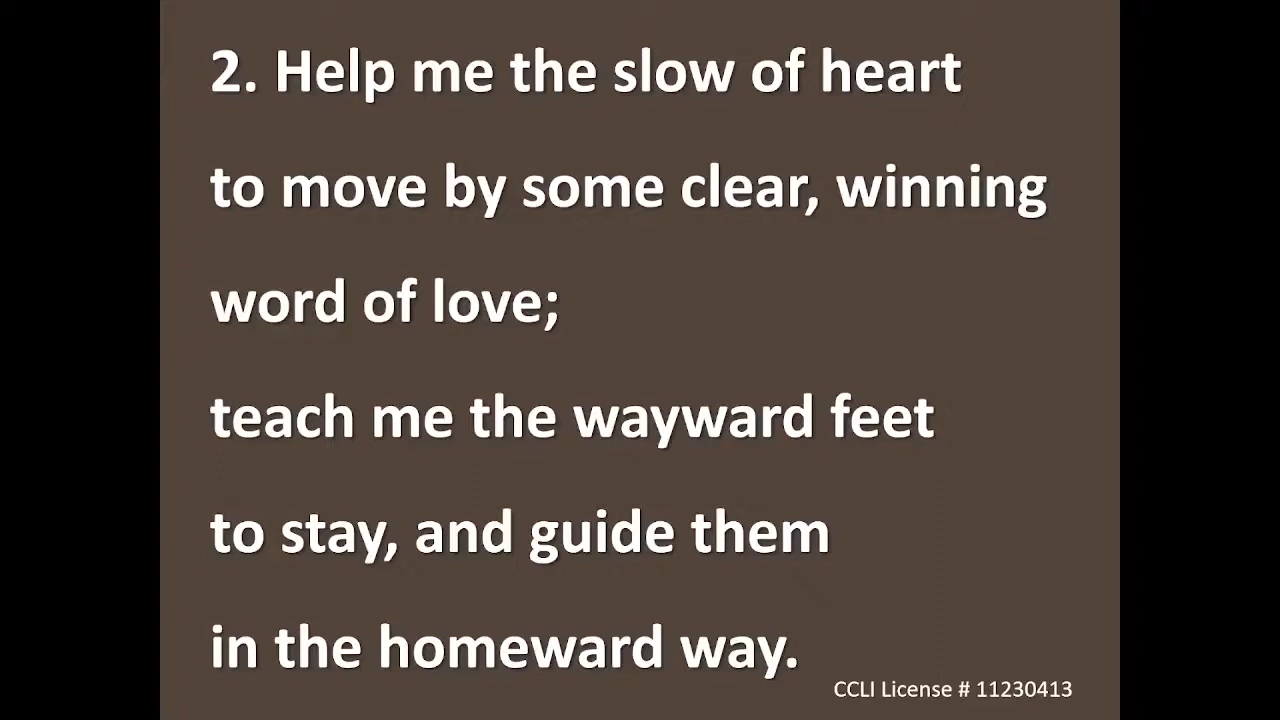 2. Help me the slow of heart
to move by some clear, winning
word of love;
teach me the wayward feet
to stay, and guide them
in the homeward way.
CCLI License # 11230413